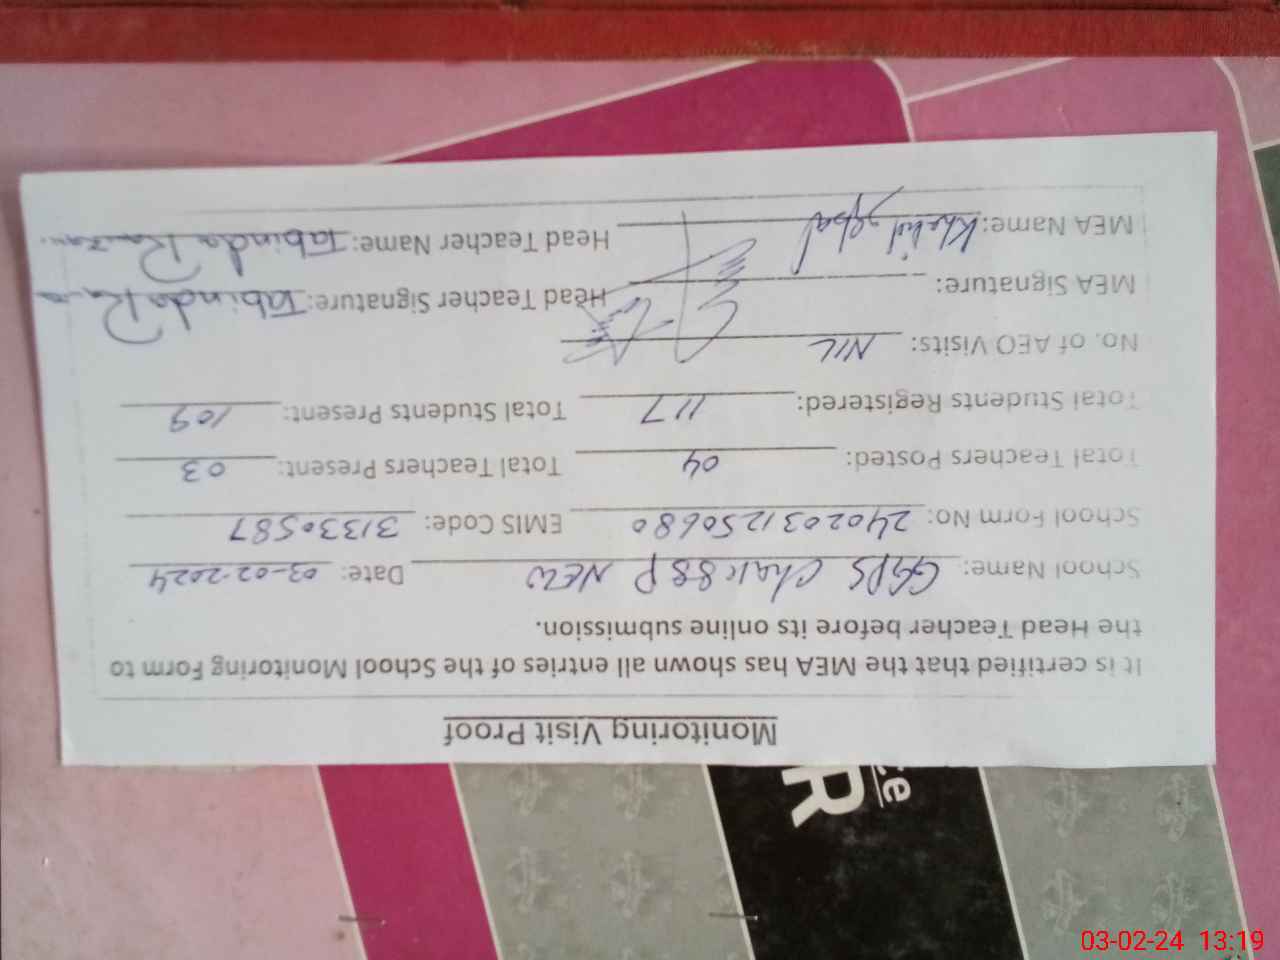 Monitoring Visit Proof
It is certified that the MEA has shown all entries of the School Monitoring Form to
the Head Teacher before its online submission.
School Name: GGPS Chak 88P NEW Date: 03-02-2024
School Form No: 2402031250680 EMIS Code: 31330587
Total Teachers Posted: 04 Total Teachers Present: 03
Total Students Registered: 117 Total Students Present: 109
No. of AEO Visits: NIL
MEA Signature: Head Teacher Signature: Tabinda
MEA Name: Khalid Iqbal Head Teacher Name: Tabinda
R
03-02-24 13:19